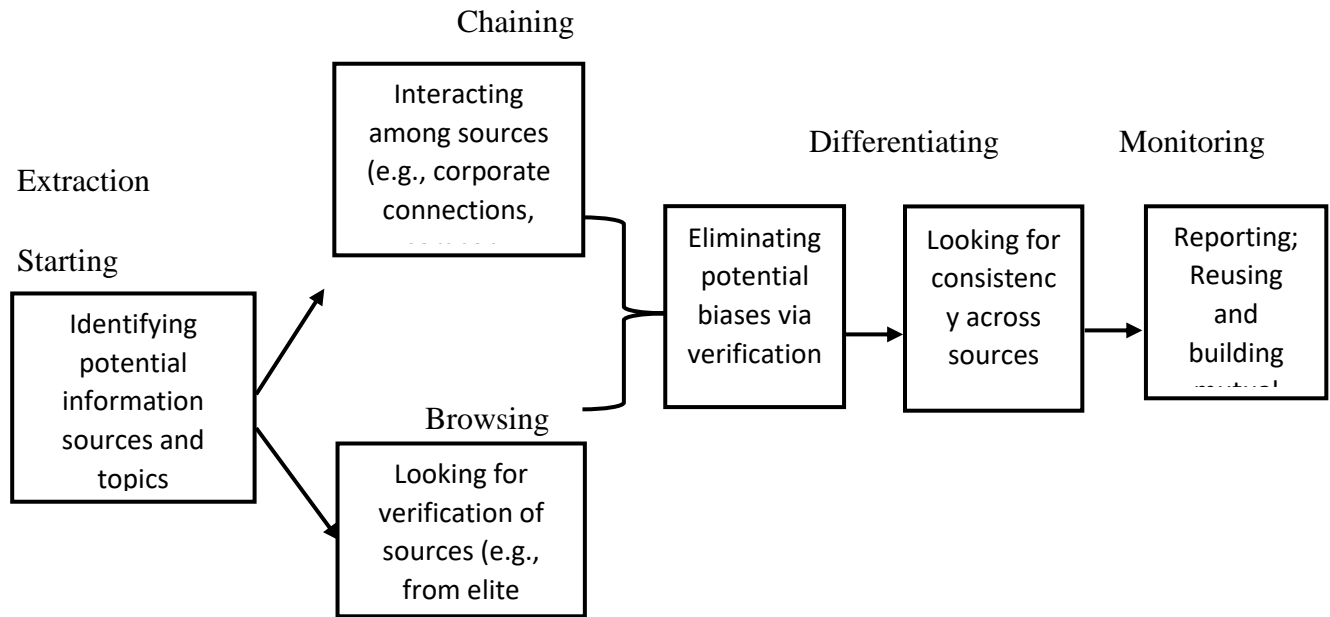 Chaining
Interacting
among sources
(e.g., corporate
connections,
Differentiating
Monitoring
Extraction
Starting
Identifying
potential
information
sources and
topics
Eliminating
potential
biases via
verification
Looking for
consistenc
y across
sources
Reporting;
Reusing
and
building
mutual
Browsing
Looking for
verification of
sources (e.g.,
from elite